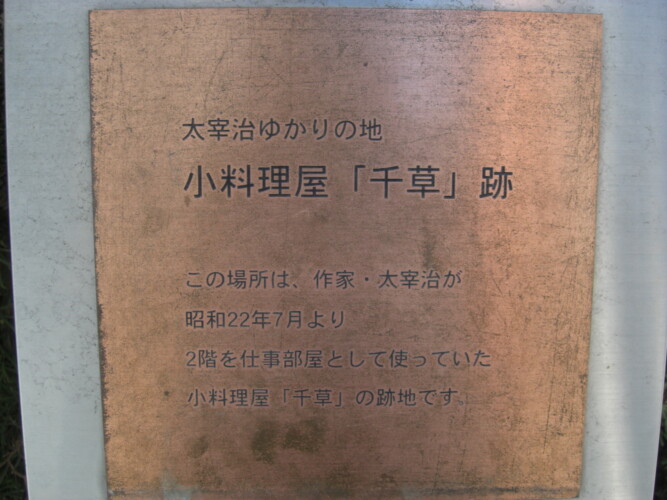 太宰治ゆかりの地
小料理屋「千草」跡
この場所は、作家・太宰治が
昭和22年7月より
2階を仕事部屋として使っていた
小料理屋「千草」の跡地です。